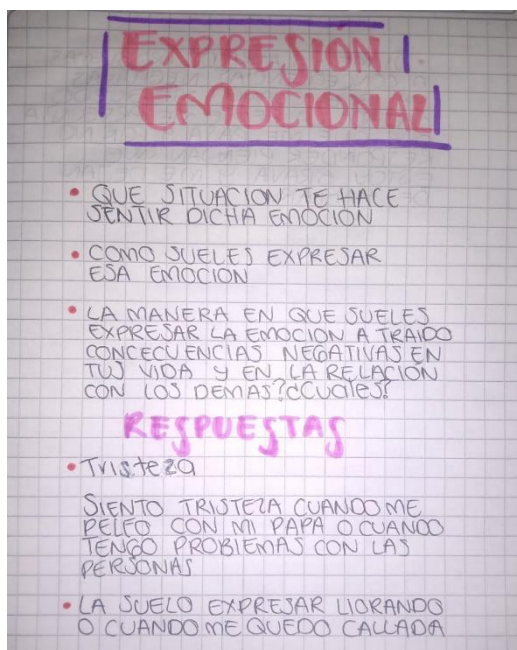 EXPRESIÓN
EMOCIONAL
• QUE SITUACION TE HACE
SENTIR DICHA EMOCION
• COMO SUELES EXPRESAR
ESA EMOCION
• LA MANERA EN QUE SUELES
EXPRESAR LA EMOCION A TRAIDO
CONCECUENCIAS NEGATIVAS EN
TUS VIDA Y EN LA RELACION
CON LOS DEMAS? ¿Cuales?
RESPUESTAS
• Tristeza
SIENTO TRISTEZA CUANDO ME
PELEO CON MI PAPA O CUANDO
TENGO PROBLEMAS CON LAS
PERSONAS
• LA SUELO EXPRESAR LLORANDO
O CUANDO ME QUEDO CALLADA